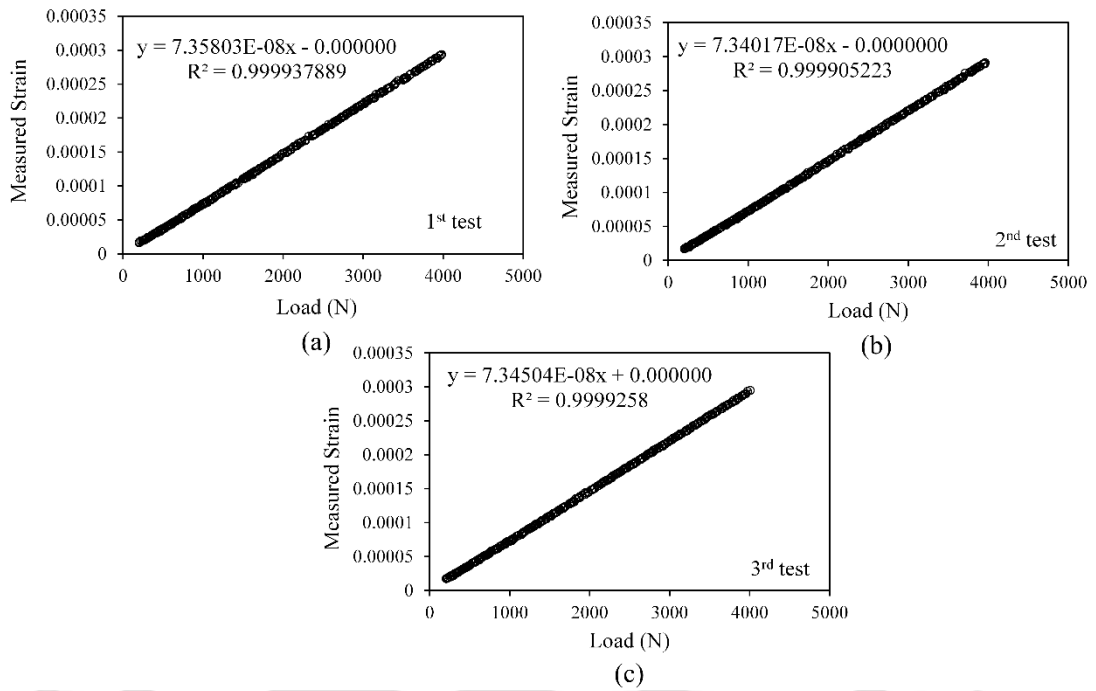 0.00035
0.0003
0.00025
0.0002
0.00015
0.0001
0.00005
0
Measured Strain
y = 7.35803E-08x - 0.000000
R² = 0.999937889
1st test
0 1000 2000 3000 4000 5000
Load (N)
(a)
0.00035
0.0003
0.00025
0.0002
0.00015
0.0001
0.00005
0
Measured Strain
y = 7.34017E-08x - 0.0000000
R² = 0.999905223
2nd test
0 1000 2000 3000 4000 5000
Load (N)
(b)
0.00035
0.0003
0.00025
0.0002
0.00015
0.0001
0.00005
0
Measured Strain
y = 7.34504E-08x + 0.000000
R² = 0.9999258
3rd test
0 1000 2000 3000 4000 5000
Load (N)
(c)